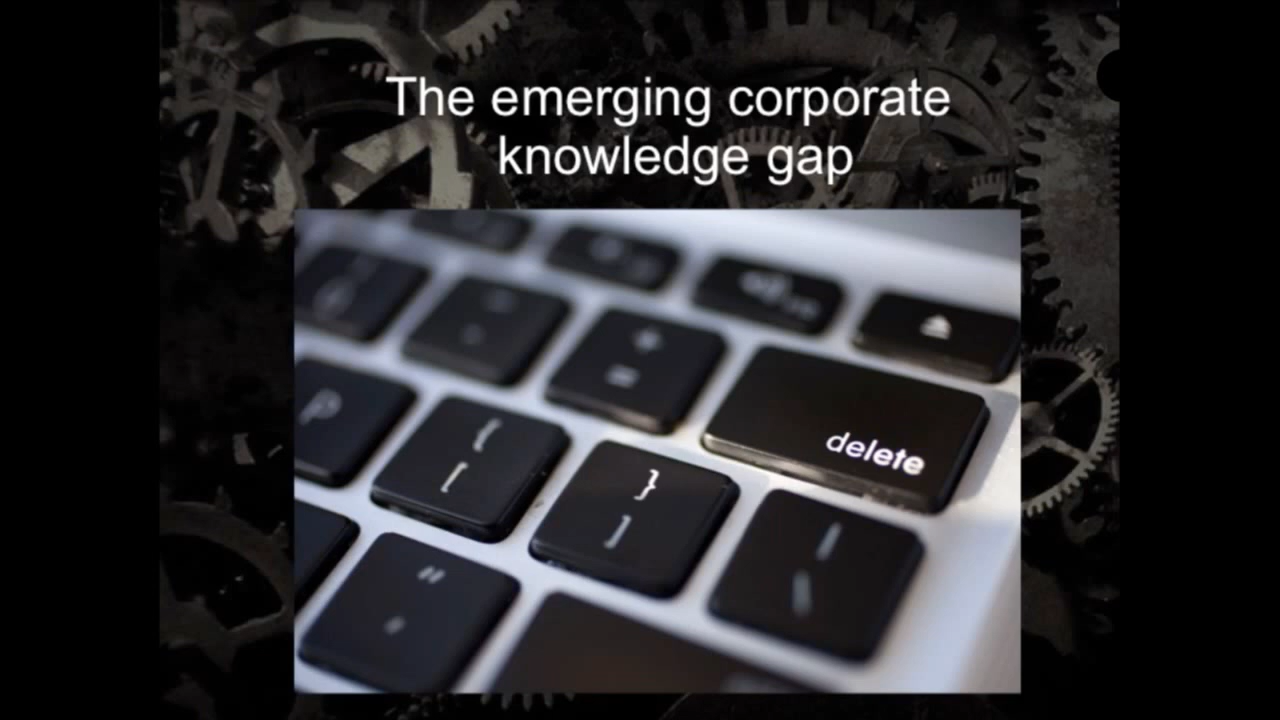 The emerging corporate
knowledge gap
+
=
delete
P
{
[
}
]
"